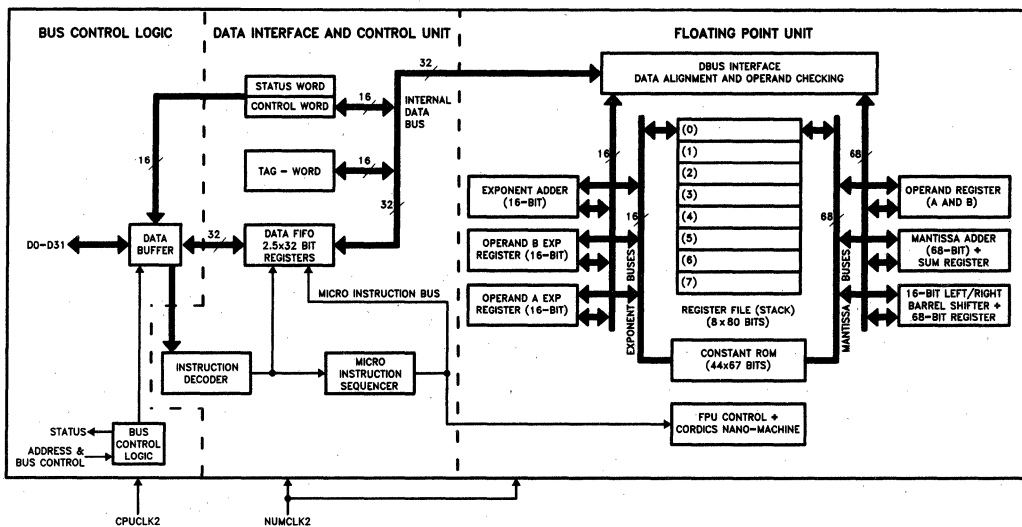 BUS CONTROL LOGIC
DATA INTERFACE AND CONTROL UNIT
FLOATING POINT UNIT
STATUS WORD
CONTROL WORD
16
32
INTERNAL
DATA
BUS
DBUS INTERFACE
DATA ALIGNMENT AND OPERAND CHECKING
16
TAG - WORD
16
32
D0-D31
DATA
BUFFER
32
DATA FIFO
2.5x32 BIT
REGISTERS
MICRO INSTRUCTION BUS
INSTRUCTION
DECODER
MICRO
INSTRUCTION
SEQUENCER
STATUS
ADDRESS &
BUS CONTROL
BUS
CONTROL
LOGIC
16
EXPONENT ADDER
(16-BIT)
OPERAND B EXP
REGISTER (16-BIT)
OPERAND A EXP
REGISTER (16-BIT)
16
EXPONENT BUSES
(0)
(1)
(2)
(3)
(4)
(5)
(6)
(7)
REGISTER FILE (STACK)
(8x80 BITS)
CONSTANT ROM
(44x67 BITS)
FPU CONTROL +
CORDICS NANO-MACHINE
68
68
MANTISSA BUSES
OPERAND REGISTER
(A AND B)
MANTISSA ADDER
(68-BIT) +
SUM REGISTER
16-BIT LEFT/RIGHT
BARREL SHIFTER +
68-BIT REGISTER
CPUCLK2
NUMCLK2